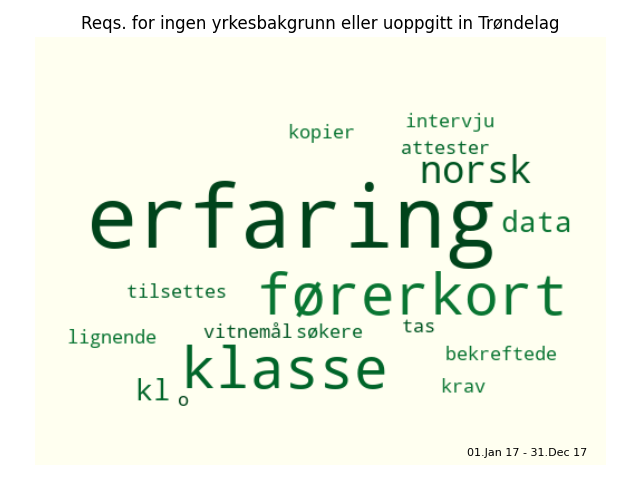 Reqs. for ingen yrkesbakgrunn eller uoppgitt in Trøndelag
intervju
kopier
attester
norsk
erfaring
data
tilsettes
førerkort
lignende
vitnemål
søkere
tas
bekreftede
klasse
krav
kl
o
01.Jan 17 - 31.Dec 17